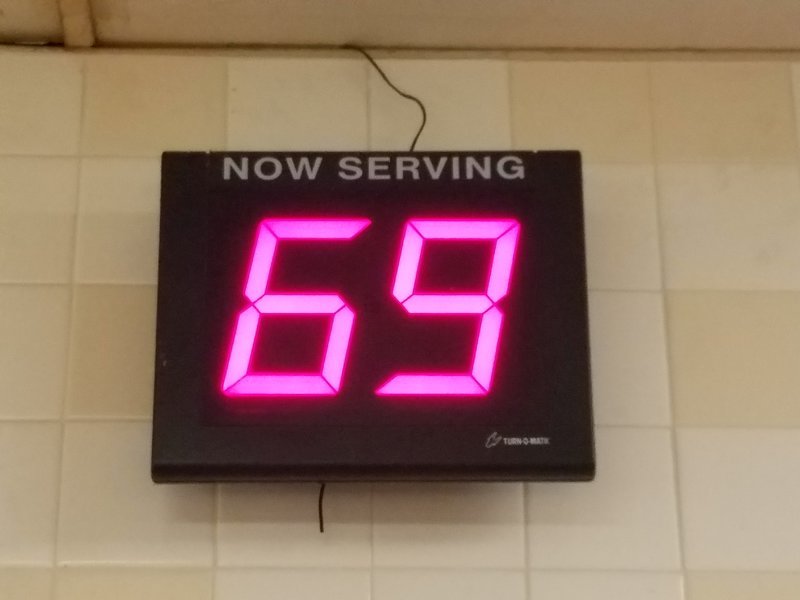 NOW SERVING
69
TURN-O-MATIC